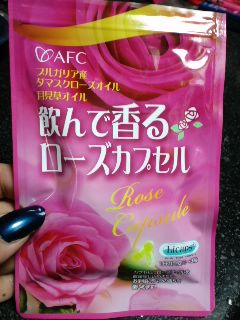 AFC
ブルガリア産
ダマスクローズオイル
月見草オイル
飲んで香る
ローズカプセル
Rose
Capsule
hicaps